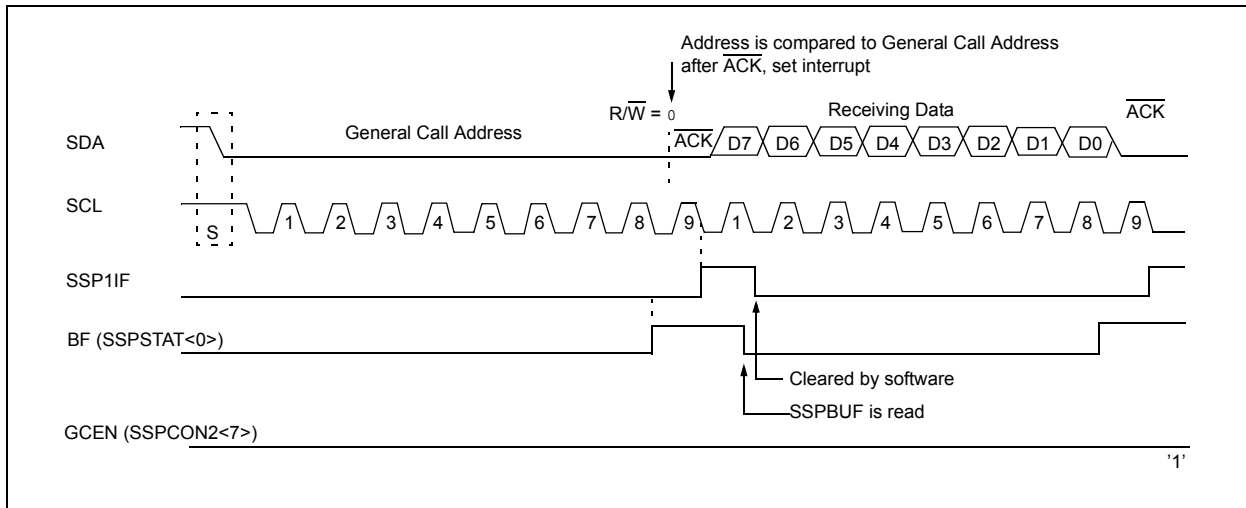 Address is compared to General Call Address
after ACK, set interrupt
R/W = 0
Receiving Data
ACK
SDA
General Call Address
ACK
D7 D6 D5 D4 D3 D2 D1 D0
SCL
S
1 2 3 4 5 6 7 8 9 1 2 3 4 5 6 7 8 9
SSP1IF
BF (SSPSTAT<0>)
Cleared by software
SSPBUF is read
GCEN (SSPCON2<7>)
'1'